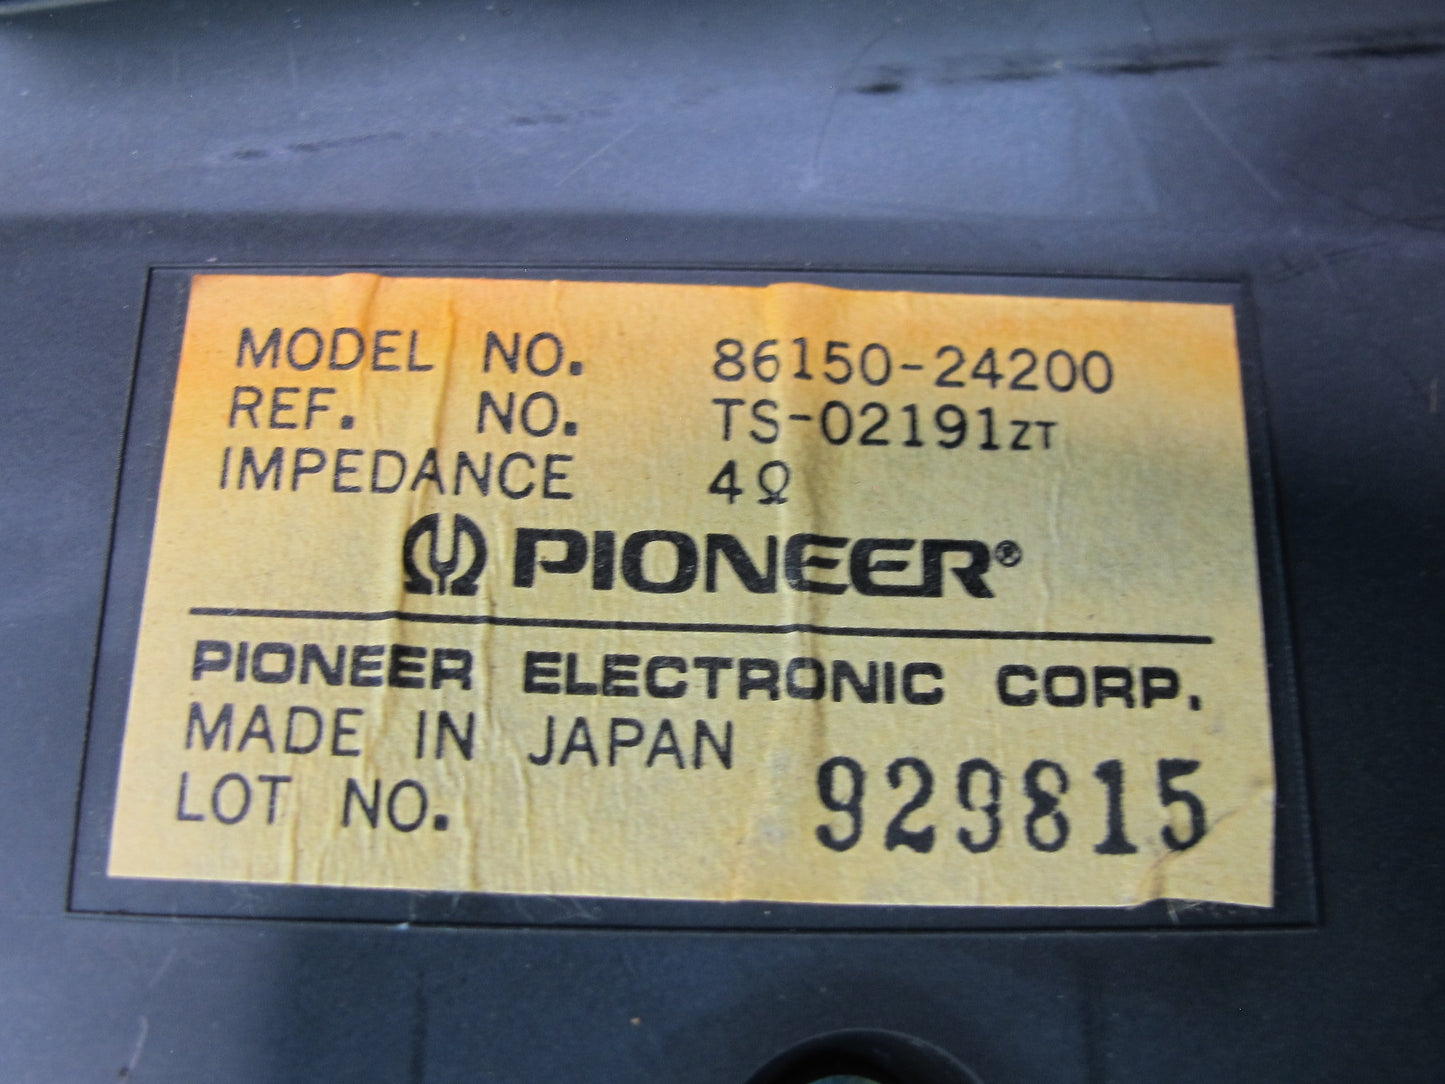 MODEL NO. 86150-24200
REF. NO. TS-02191ZT
IMPEDANCE 4Ω
PIONEER®
PIONEER ELECTRONIC CORP.
MADE IN JAPAN
LOT NO. 929815